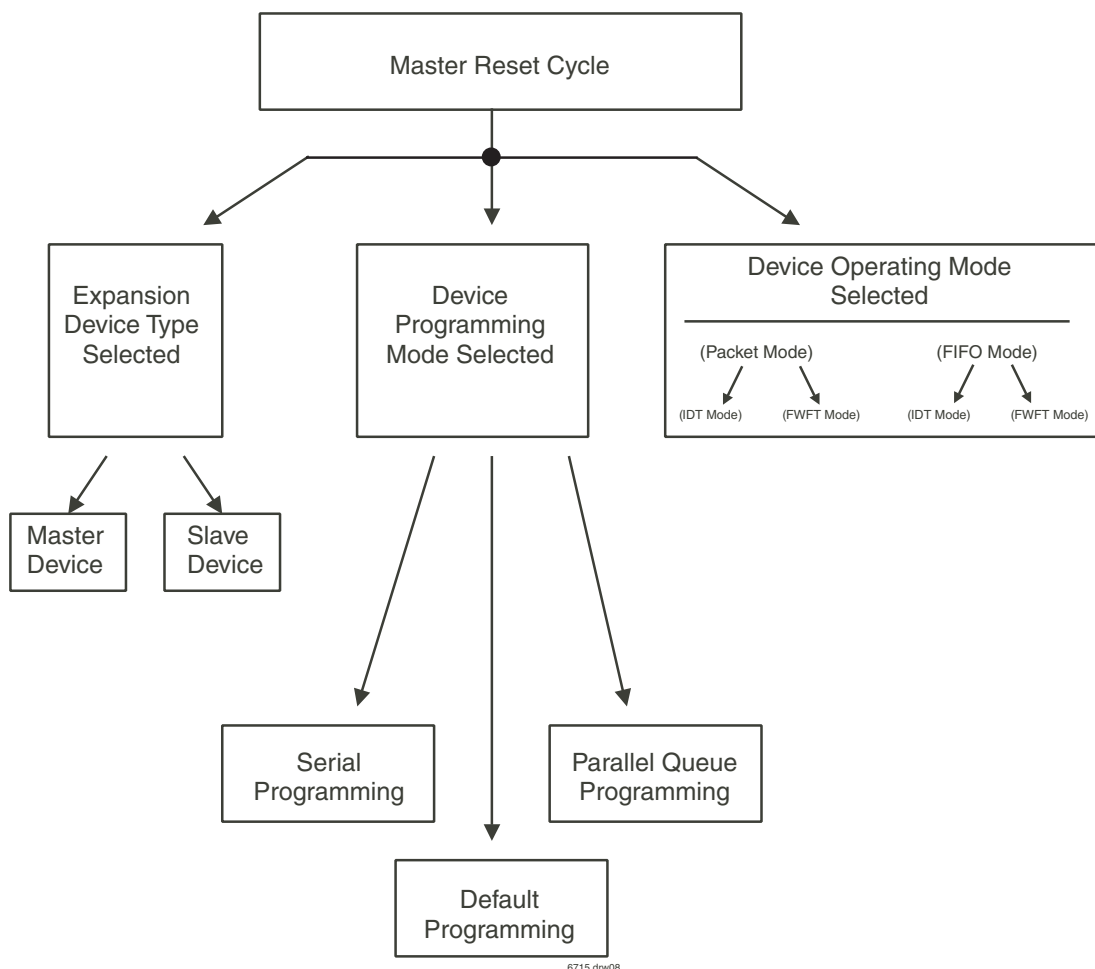 Master Reset Cycle
Expansion
Device Type
Selected
Device
Programming
Mode Selected
Device Operating Mode
Selected
(Packet Mode)
(FIFO Mode)
(IDT Mode)
(FWFT Mode)
(IDT Mode)
(FWFT Mode)
Master
Device
Slave
Device
Serial
Programming
Parallel Queue
Programming
Default
Programming
6715 drw08